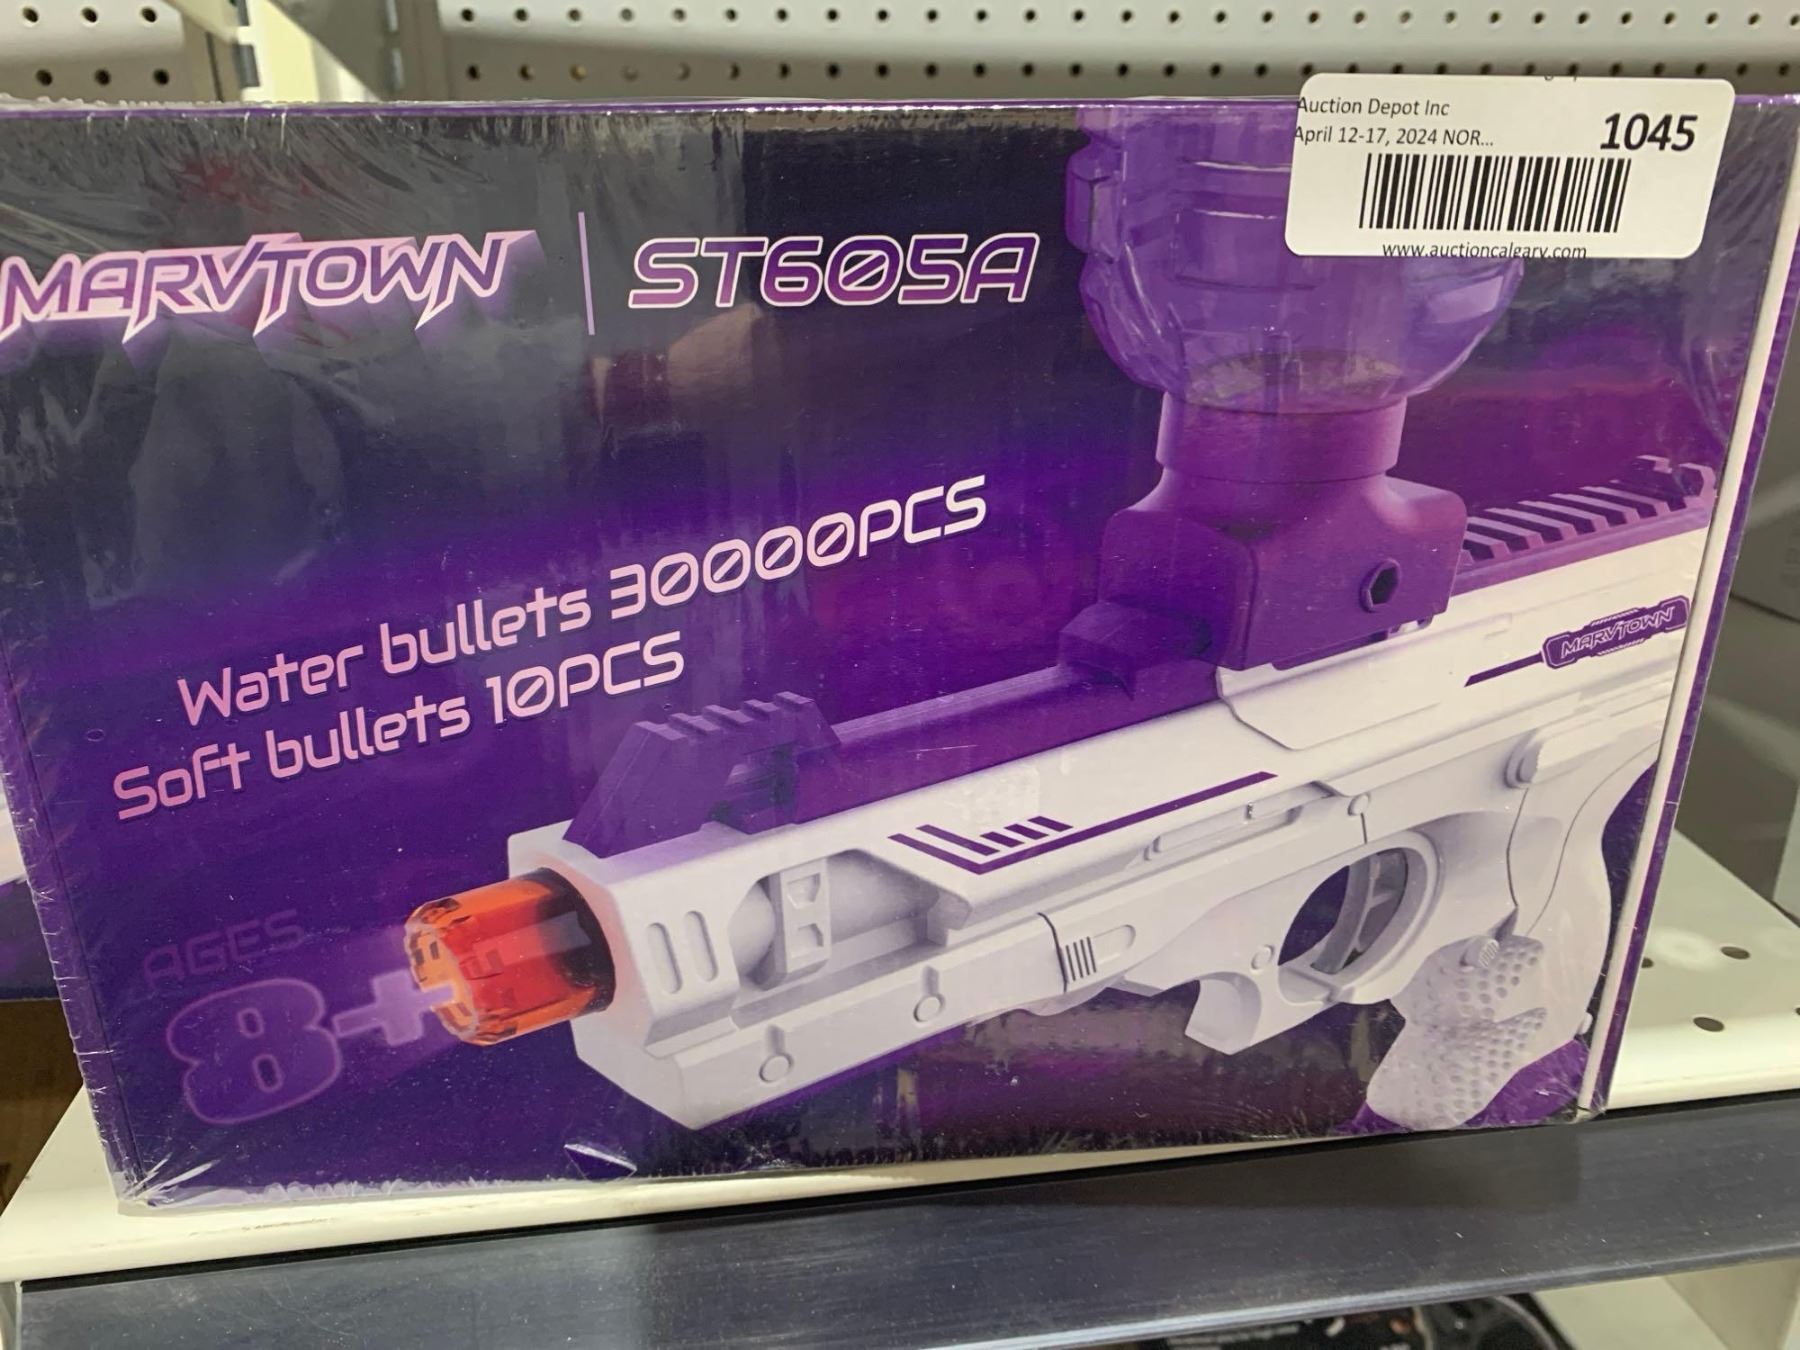 Auction Depot Inc
April 12-17, 2024 NOR...
1045
www.auctioncalgary.com
MARVTOWN | ST605A
Water bullets 30000PCS
Soft bullets 10PCS
MARVTOWN
AGES
8+